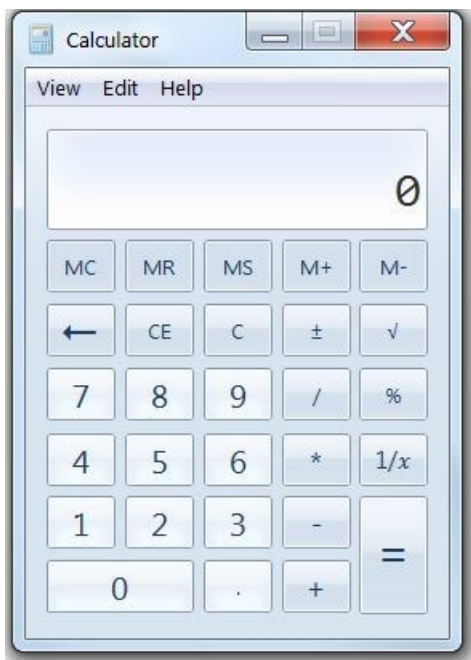 Calculator
View Edit Help
0
MC MR MS M+ M-
← CE C ± √
7 8 9 / %
4 5 6 * 1/x
1 2 3 - =
0 . +